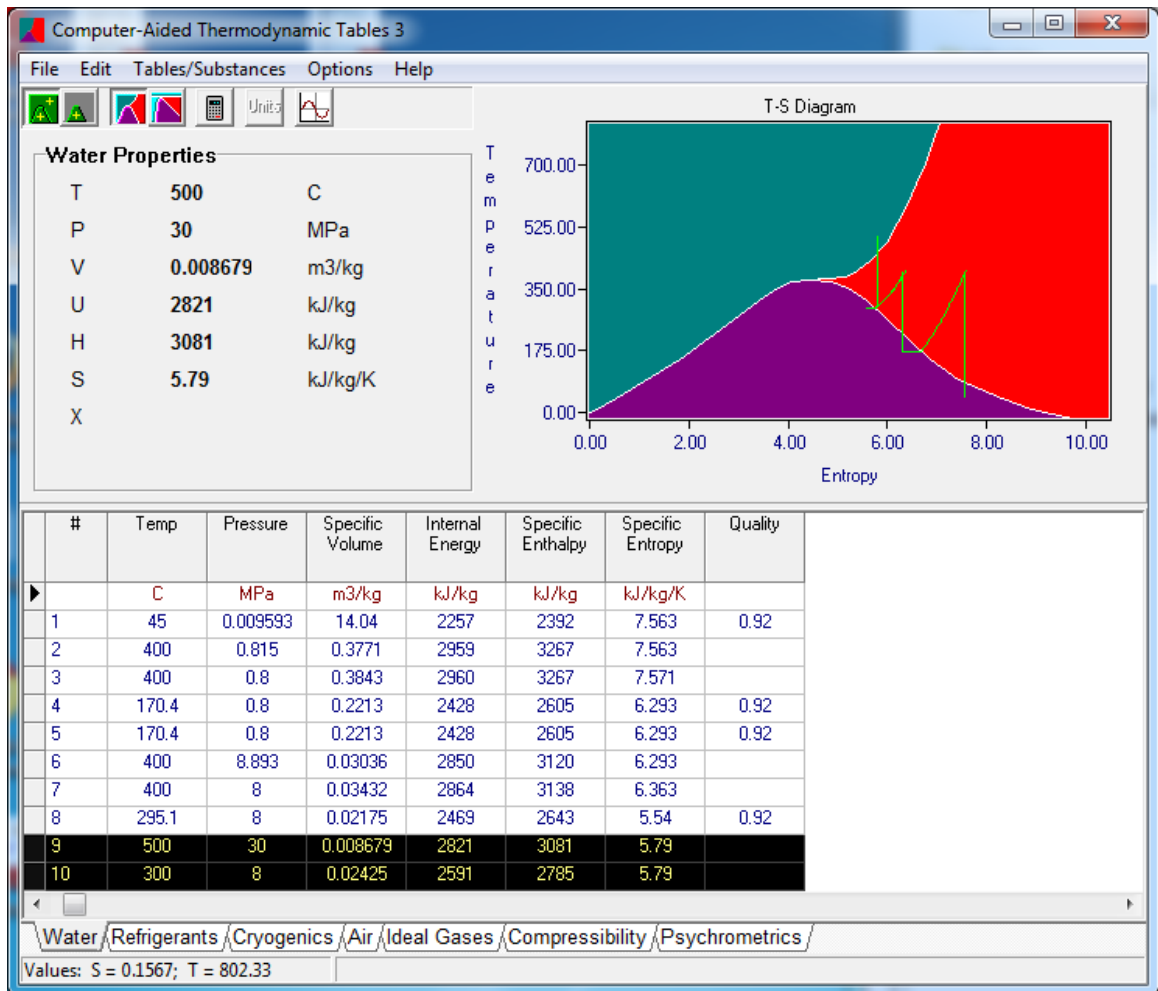 Computer-Aided Thermodynamic Tables 3
File Edit Tables/Substances Options Help
Units
T-S Diagram
Water Properties
T 500 C
P 30 MPa
V 0.008679 m3/kg
U 2821 kJ/kg
H 3081 kJ/kg
S 5.79 kJ/kg/K
X
Temperature
700.00
525.00
350.00
175.00
0.00
0.00 2.00 4.00 6.00 8.00 10.00
Entropy
# Temp Pressure Specific Volume Internal Energy Specific Enthalpy Specific Entropy Quality
C MPa m3/kg kJ/kg kJ/kg kJ/kg/K
1 45 0.009593 14.04 2257 2392 7.563 0.92
2 400 0.815 0.3771 2959 3267 7.563
3 400 0.8 0.3843 2960 3267 7.571
4 170.4 0.8 0.2213 2428 2605 6.293 0.92
5 170.4 0.8 0.2213 2428 2605 6.293 0.92
6 400 8.893 0.03036 2850 3120 6.293
7 400 8 0.03432 2864 3138 6.363
8 295.1 8 0.02175 2469 2643 5.54 0.92
9 500 30 0.008679 2821 3081 5.79
10 300 8 0.02425 2591 2785 5.79
Water Refrigerants Cryogenics Air Ideal Gases Compressibility Psychrometrics
Values: S = 0.1567; T = 802.33